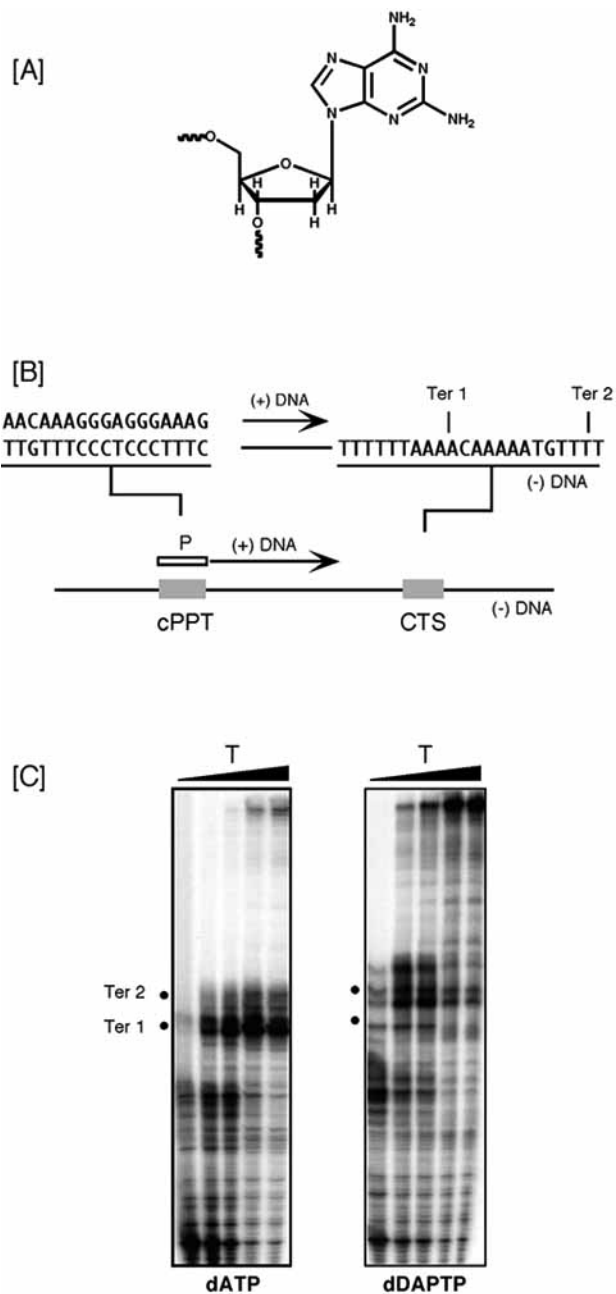 [A]
NH₂
N
N
N
N
NH₂
O
O
H
H
H
H
H
O
[B]
Ter 1
Ter 2
AACAAAGGGAGGGAAAG
(+) DNA
TTGTTTCCCTCCCTTTC
TTTTTTAAAACAAAAATGTTTT
(-) DNA
P
(+) DNA
(-) DNA
cPPT
CTS
[C]
T
T
Ter 2
Ter 1
dATP
dDAPTP